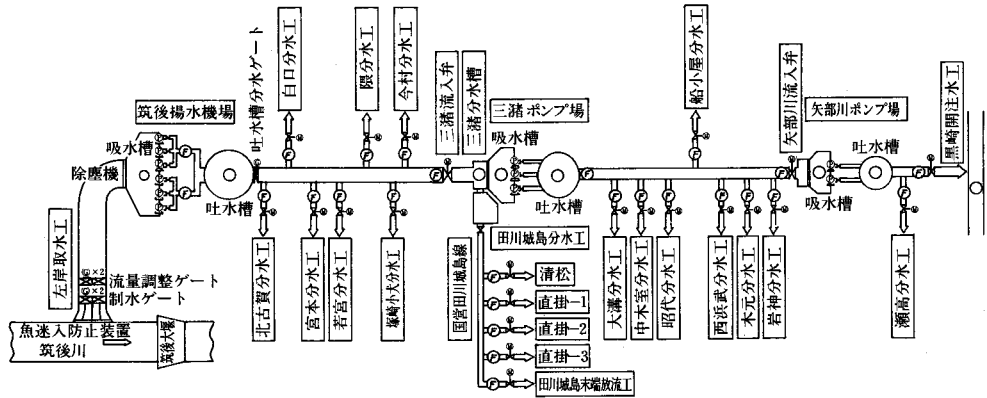 白口分水工
隈分水工
今村分水工
船小屋分水工
吐水槽分水ゲート
三潴流入弁
三潴分水槽
矢部川流入弁
黒崎開注水工
筑後揚水機場
三潴ポンプ場
矢部川ポンプ場
吸水槽
吸水槽
吐水槽
除塵機
吐水槽
吐水槽
吸水槽
田川城島分水工
左岸取水工
北古賀分水工
宮本分水工
若宮分水工
塚崎小大分水工
国営田川城島線
大溝分水工
中木室分水工
昭代分水工
西浜武分水工
木元分水工
岩神分水工
瀬高分水工
清松
直掛-1
直掛-2
直掛-3
田川城島末端放流工
×2
流量調整ゲート
×2
制水ゲート
魚迷入防止装置
筑後川
筑後大堰